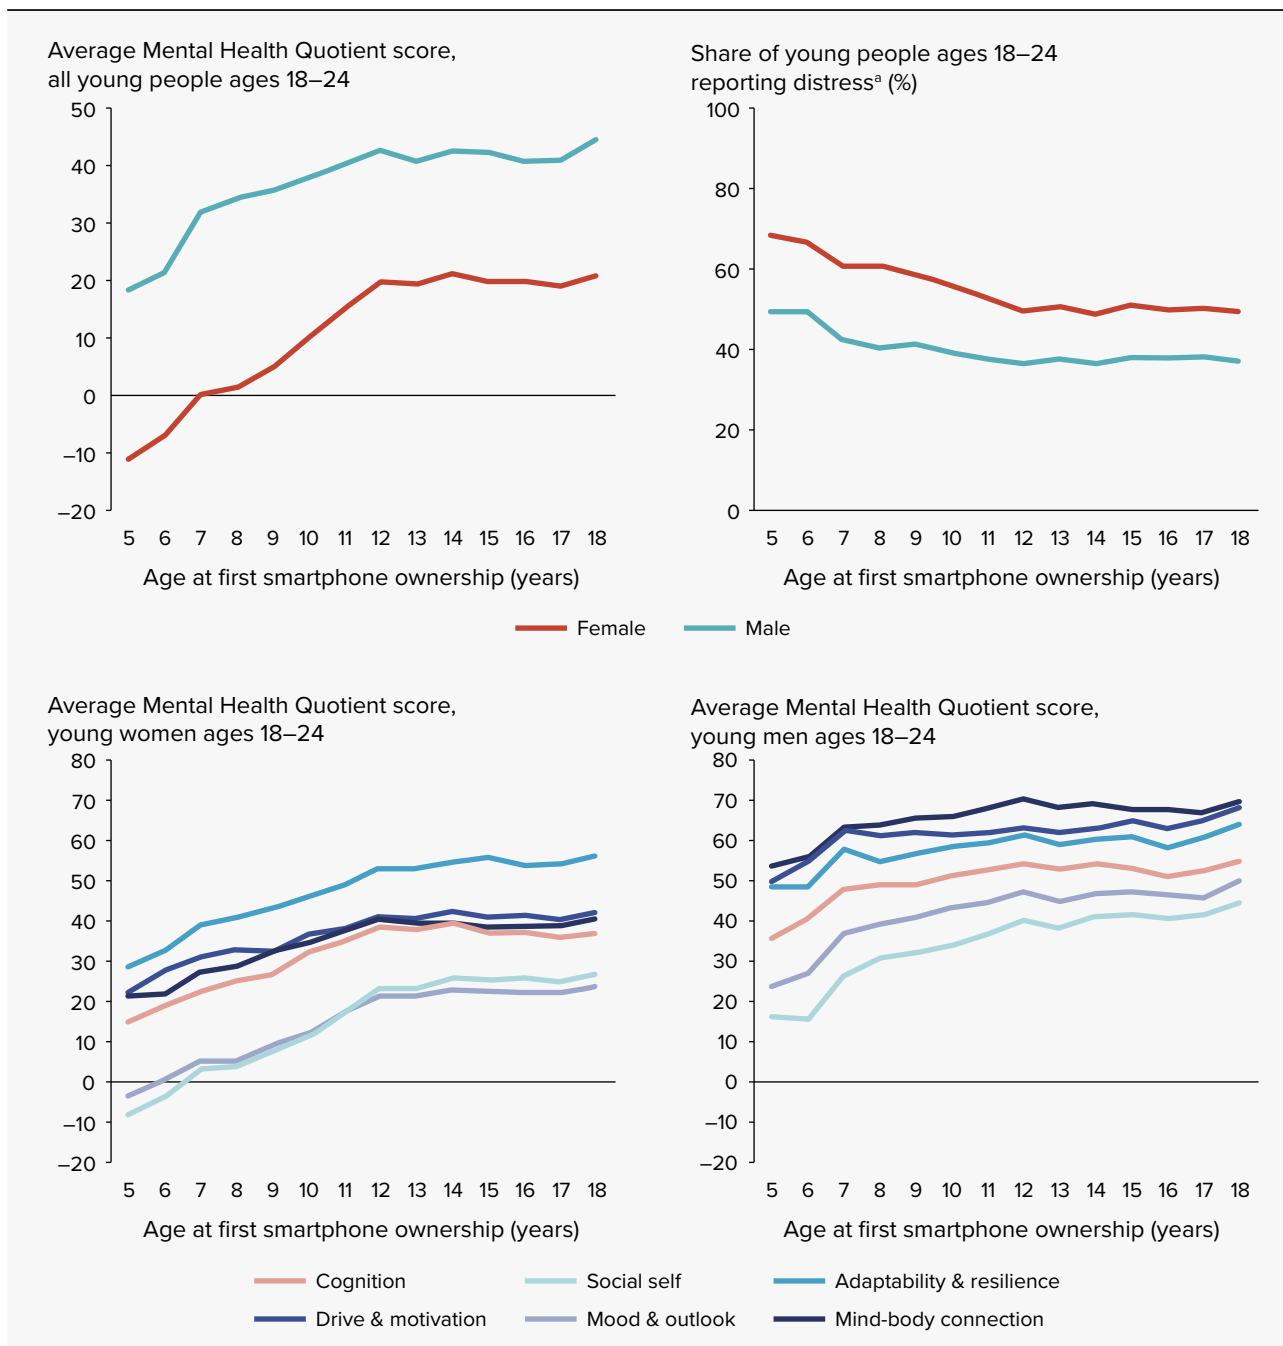 Average Mental Health Quotient score,
all young people ages 18–24
50
40
30
20
10
0
–10
–20
5 6 7 8 9 10 11 12 13 14 15 16 17 18
Age at first smartphone ownership (years)
Share of young people ages 18–24
reporting distressᵃ (%)
100
80
60
40
20
0
5 6 7 8 9 10 11 12 13 14 15 16 17 18
Age at first smartphone ownership (years)
Female Male
Average Mental Health Quotient score,
young women ages 18–24
80
70
60
50
40
30
20
10
0
–10
–20
5 6 7 8 9 10 11 12 13 14 15 16 17 18
Age at first smartphone ownership (years)
Average Mental Health Quotient score,
young men ages 18–24
80
70
60
50
40
30
20
10
0
–10
–20
5 6 7 8 9 10 11 12 13 14 15 16 17 18
Age at first smartphone ownership (years)
Cognition Social self Adaptability & resilience
Drive & motivation Mood & outlook Mind-body connection